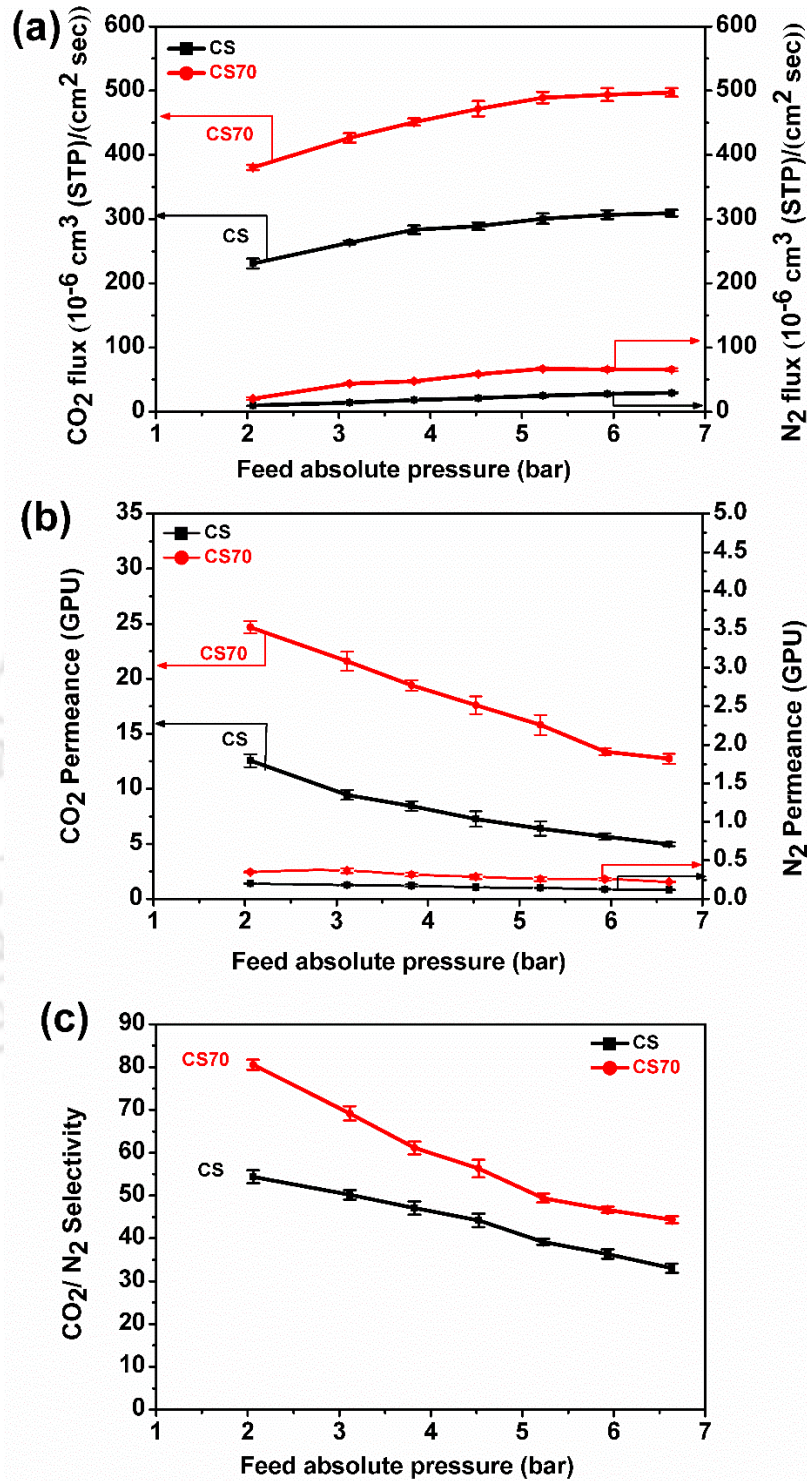 (a)
CS
CS70
600
500
400
300
200
100
0
CO2 flux (10-6 cm3 (STP)/(cm2 sec))
CS70
CS
600
500
400
300
200
100
0
N2 flux (10-6 cm3 (STP)/(cm2 sec))
1 2 3 4 5 6 7
Feed absolute pressure (bar)
(b)
CS
CS70
35
30
25
20
15
10
5
0
CO2 Permeance (GPU)
CS70
CS
5.0
4.5
4.0
3.5
3.0
2.5
2.0
1.5
1.0
0.5
0.0
N2 Permeance (GPU)
1 2 3 4 5 6 7
Feed absolute pressure (bar)
(c)
90
80
70
60
50
40
30
20
10
0
CO2/ N2 Selectivity
CS70
CS
CS
CS70
1 2 3 4 5 6 7
Feed absolute pressure (bar)